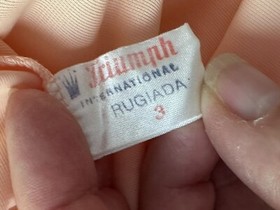 Triumph
INTERNATIONAL
RUGIADA
3